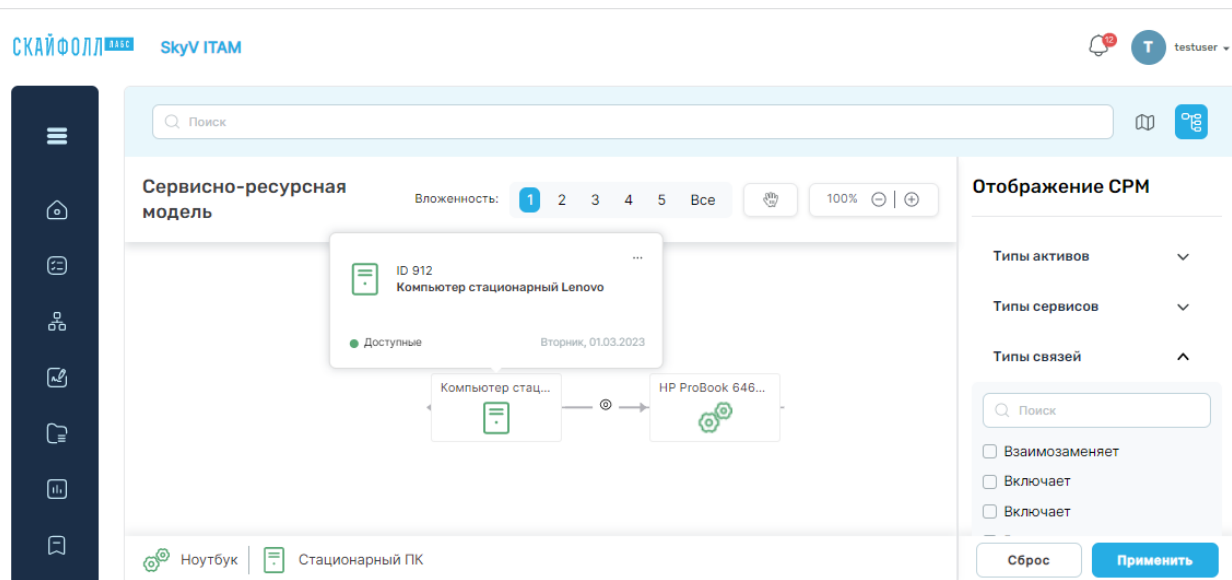 СКАЙФОЛЛ ЛАБС SkyV ITAM
12
T testuser
Поиск
Сервисно-ресурсная
модель
Вложенность: 1 2 3 4 5 Все
100%
Отображение СРМ
ID 912
...
Компьютер стационарный Lenovo
Доступные Вторник, 01.03.2023
Компьютер стац...
HP ProBook 646...
Типы активов
Типы сервисов
Типы связей
Поиск
Взаимозаменяет
Включает
Включает
Ноутбук Стационарный ПК
Сброс Применить